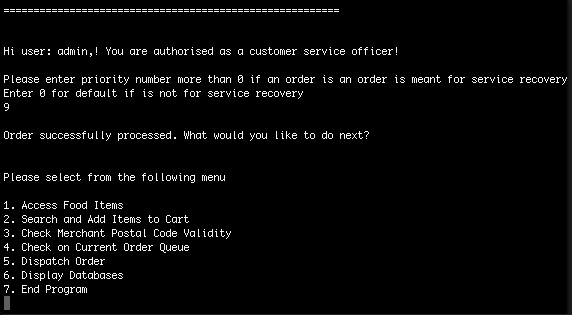 ========================================================
Hi user: admin,! You are authorised as a customer service officer!
Please enter priority number more than 0 if an order is an order is meant for service recovery
Enter 0 for default if is not for service recovery
9
Order successfully processed. What would you like to do next?
Please select from the following menu
1. Access Food Items
2. Search and Add Items to Cart
3. Check Merchant Postal Code Validity
4. Check on Current Order Queue
5. Dispatch Order
6. Display Databases
7. End Program